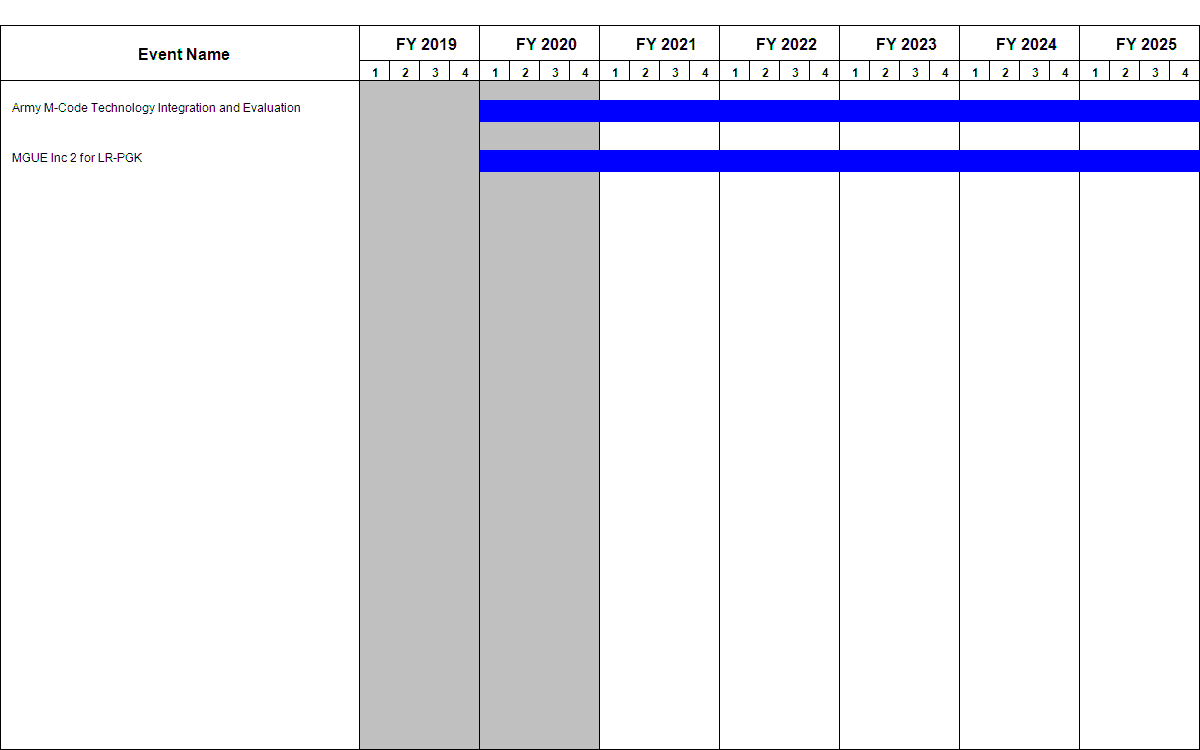 Event Name
FY 2019 FY 2020 FY 2021 FY 2022 FY 2023 FY 2024 FY 2025
1 2 3 4 1 2 3 4 1 2 3 4 1 2 3 4 1 2 3 4 1 2 3 4 1 2 3 4
Army M-Code Technology Integration and Evaluation
MGUE Inc 2 for LR-PGK